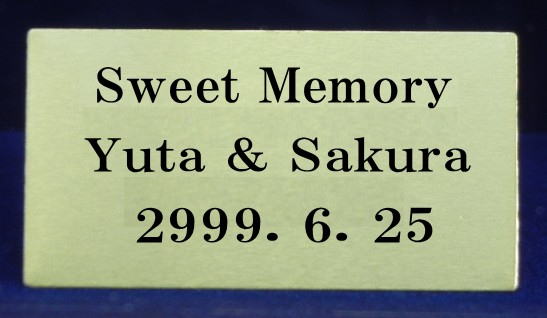 Sweet Memory
Yuta & Sakura
2999. 6. 25